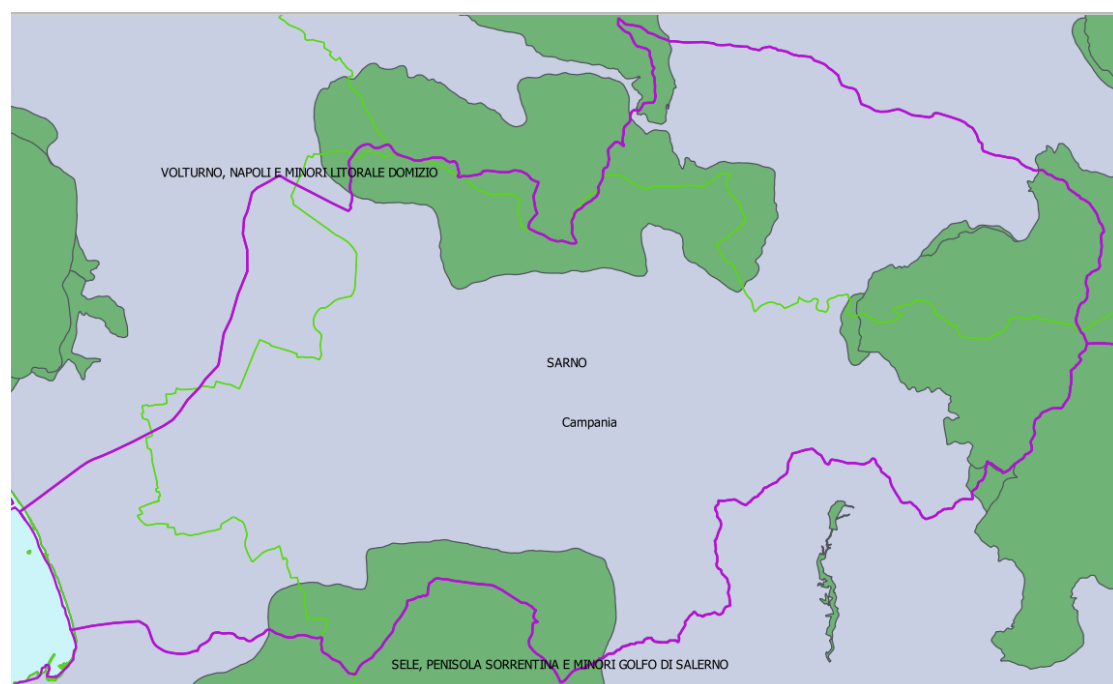 VOLTURNO, NAPOLI E MINORI LITORALE DOMIZIO
SARNO
Campania
SELE, PENISOLA SORRENTINA E MINORI GOLFO DI SALERNO